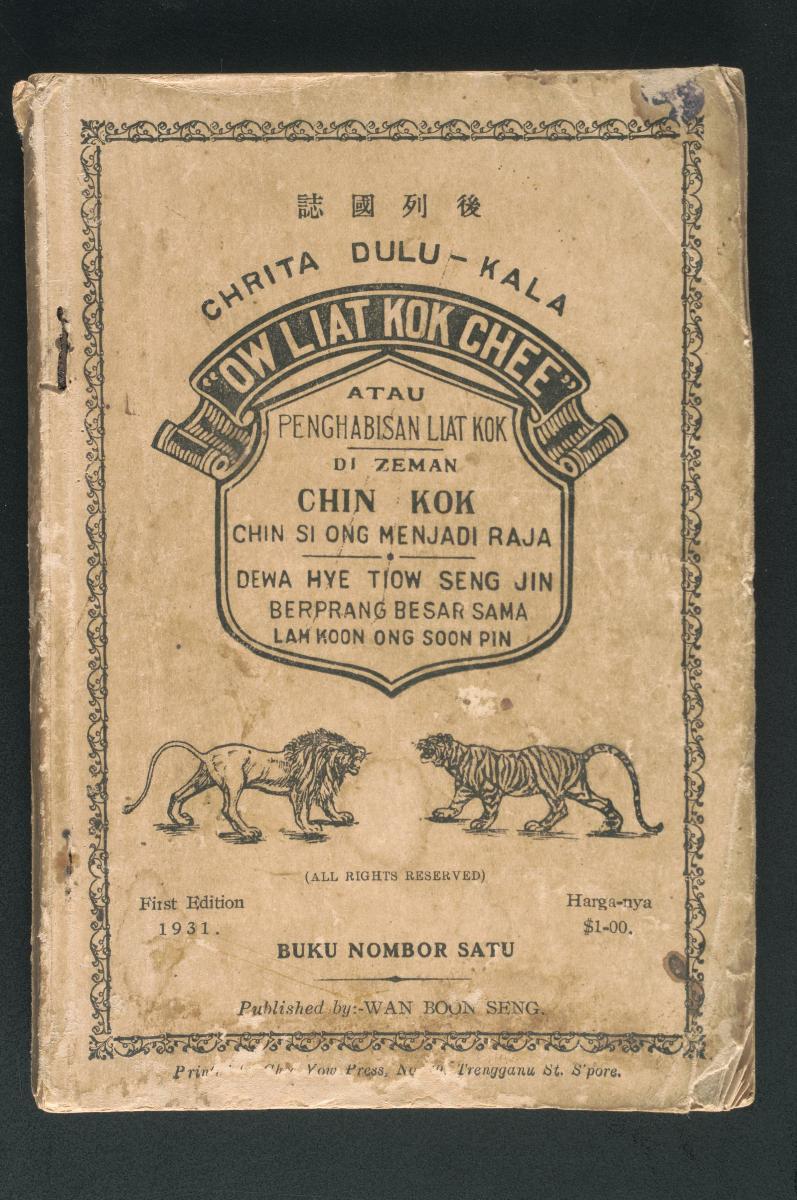 誌國列後
CHRITA DULU-KALA
"OW LIAT KOK CHEE"
ATAU
PENGHABISAN LIAT KOK
DI ZEMAN
CHIN KOK
CHIN SI ONG MENJADI RAJA
DEWA HYE TIOW SENG JIN
BERPRANG BESAR SAMA
LAM KOON ONG SOON PIN
(ALL RIGHTS RESERVED)
First Edition
1931.
Harga-nya
$1-00.
BUKU NOMBOR SATU
Published by:-WAN BOON SENG.
Yow Press, Trengganu St. S'pore.